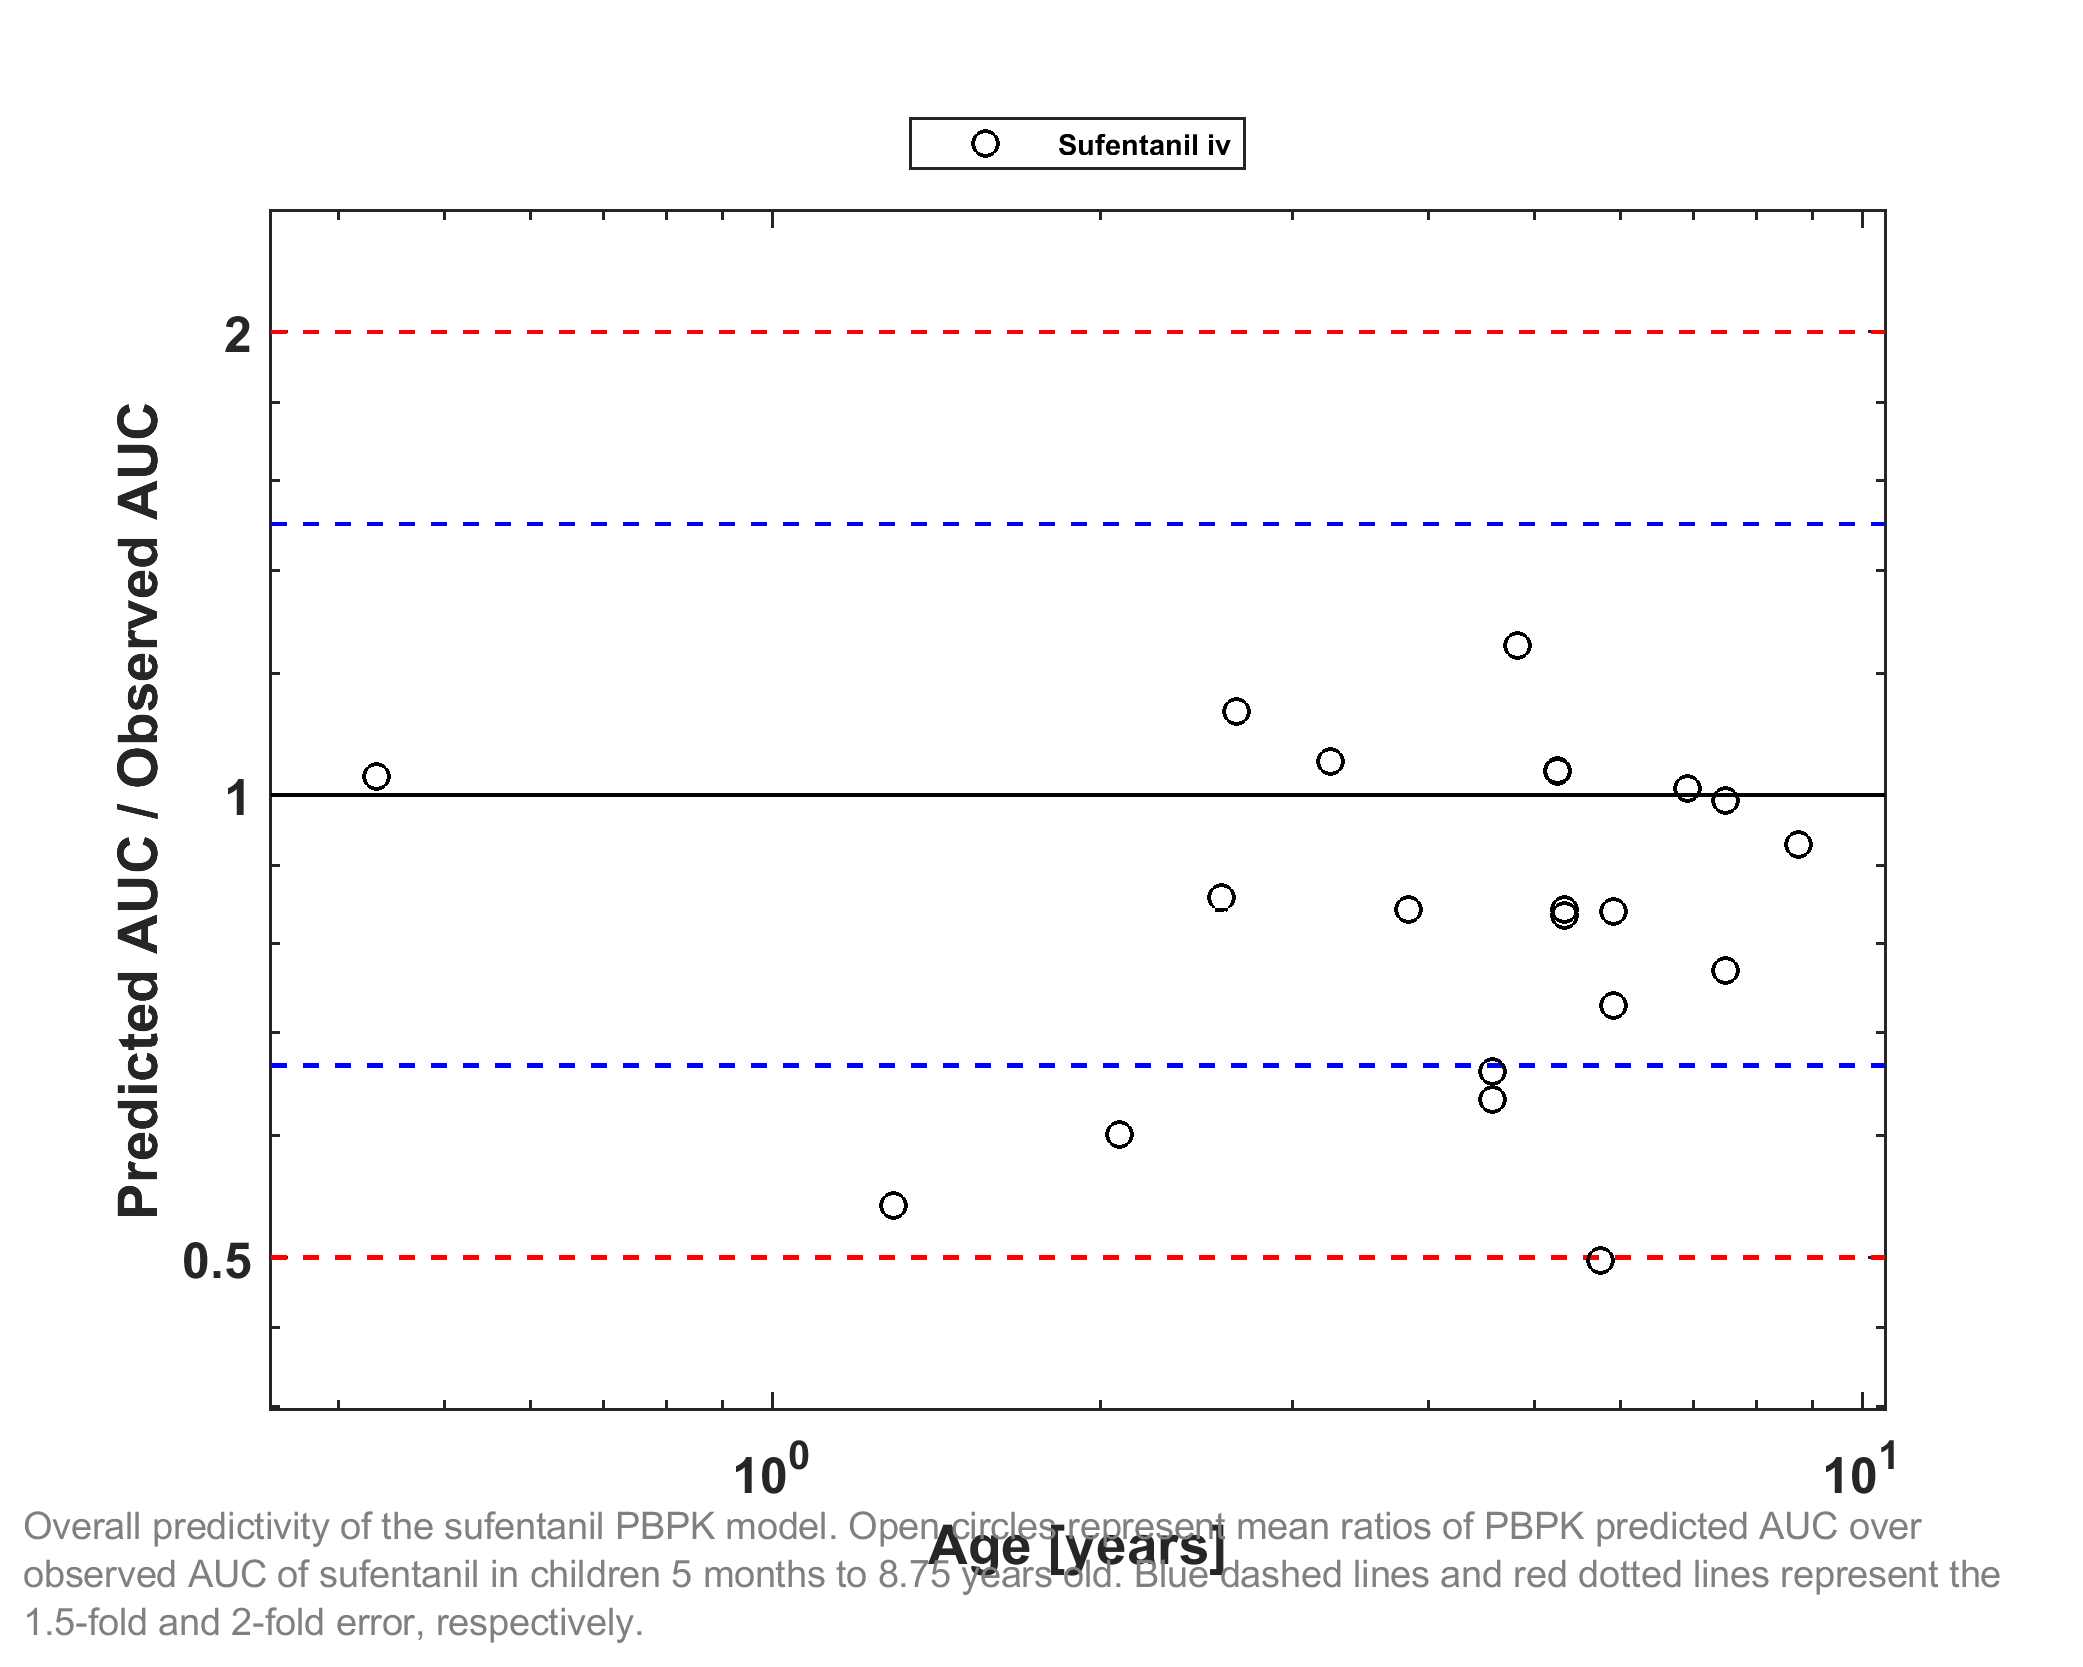 Sufentanil iv
2
1
0.5
Predicted AUC / Observed AUC
10^0
10^1
Age [years]
Overall predictivity of the sufentanil PBPK model. Open circles represent mean ratios of PBPK predicted AUC over
observed AUC of sufentanil in children 5 months to 8.75 years old. Blue dashed lines and red dotted lines represent the
1.5-fold and 2-fold error, respectively.